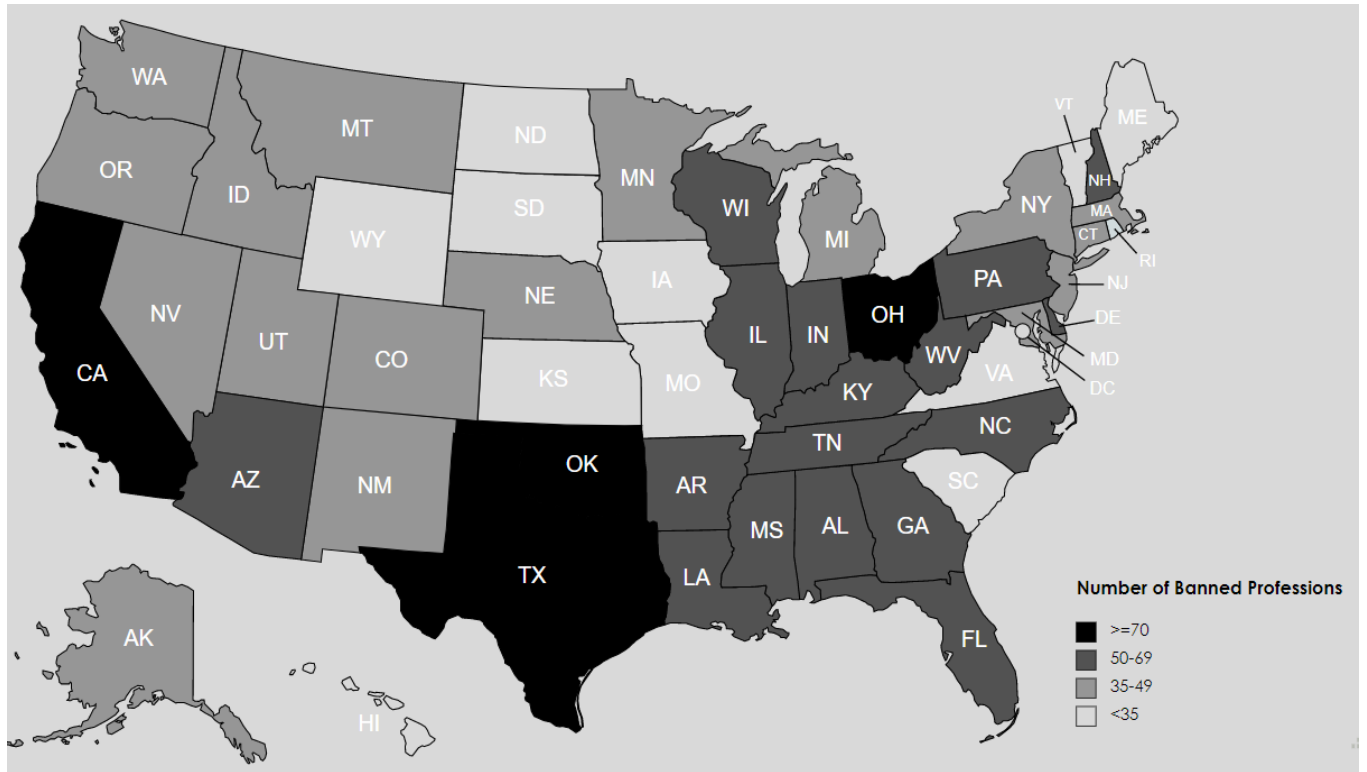 WA
MT
ND
VT
ME
OR
ID
MN
SD
WI
NH
NY
MA
WY
MI
CT
RI
IA
PA
NJ
NE
NV
OH
DE
IL
IN
UT
CO
WV
MD
CA
KS
MO
VA
DC
KY
NC
TN
OK
AZ
NM
AR
SC
MS
AL
GA
TX
LA
Number of Banned Professions
>=70
AK
FL
50-69
35-49
<35
HI